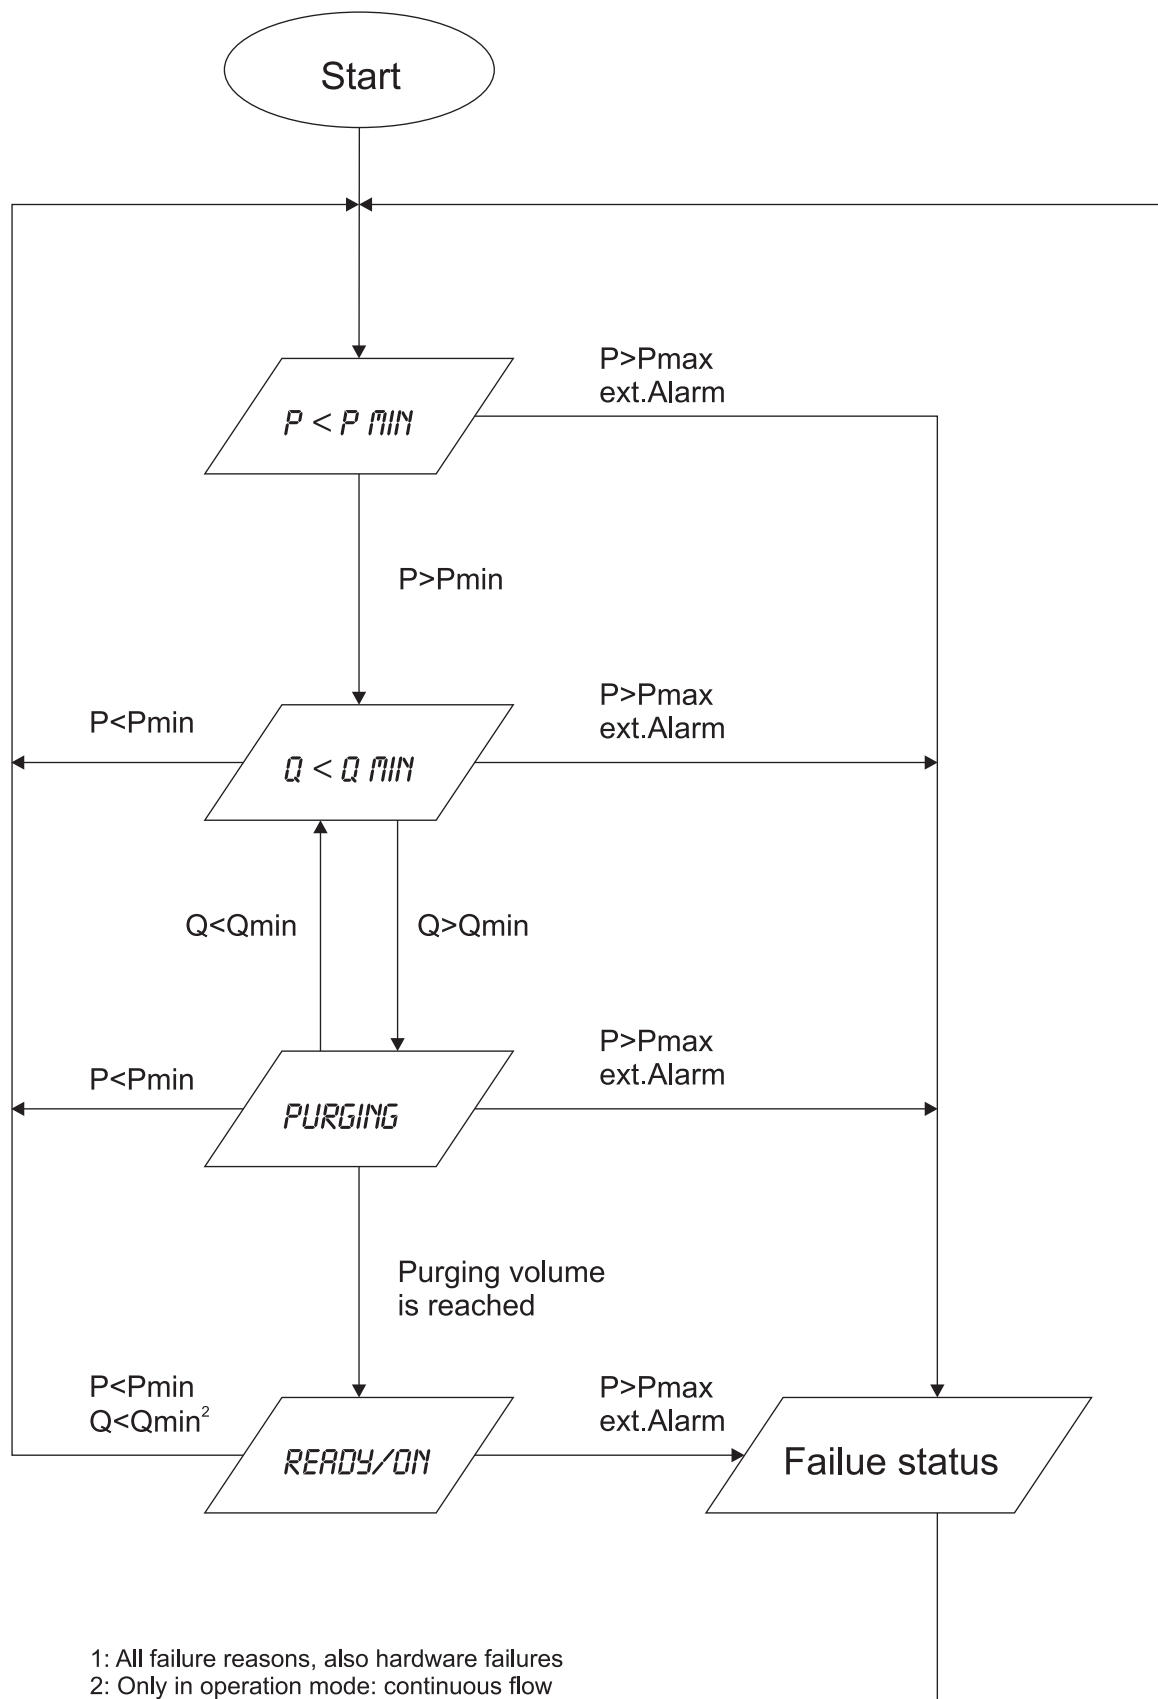 Start
P>Pmax
ext.Alarm
P < P MIN
P>Pmin
P>Pmax
ext.Alarm
P<Pmin
Q < Q MIN
Q<Qmin
Q>Qmin
P>Pmax
ext.Alarm
P<Pmin
PURGING
Purging volume
is reached
P<Pmin
Q<Qmin²
P>Pmax
ext.Alarm
READY/ON
Failue status
1: All failure reasons, also hardware failures
2: Only in operation mode: continuous flow